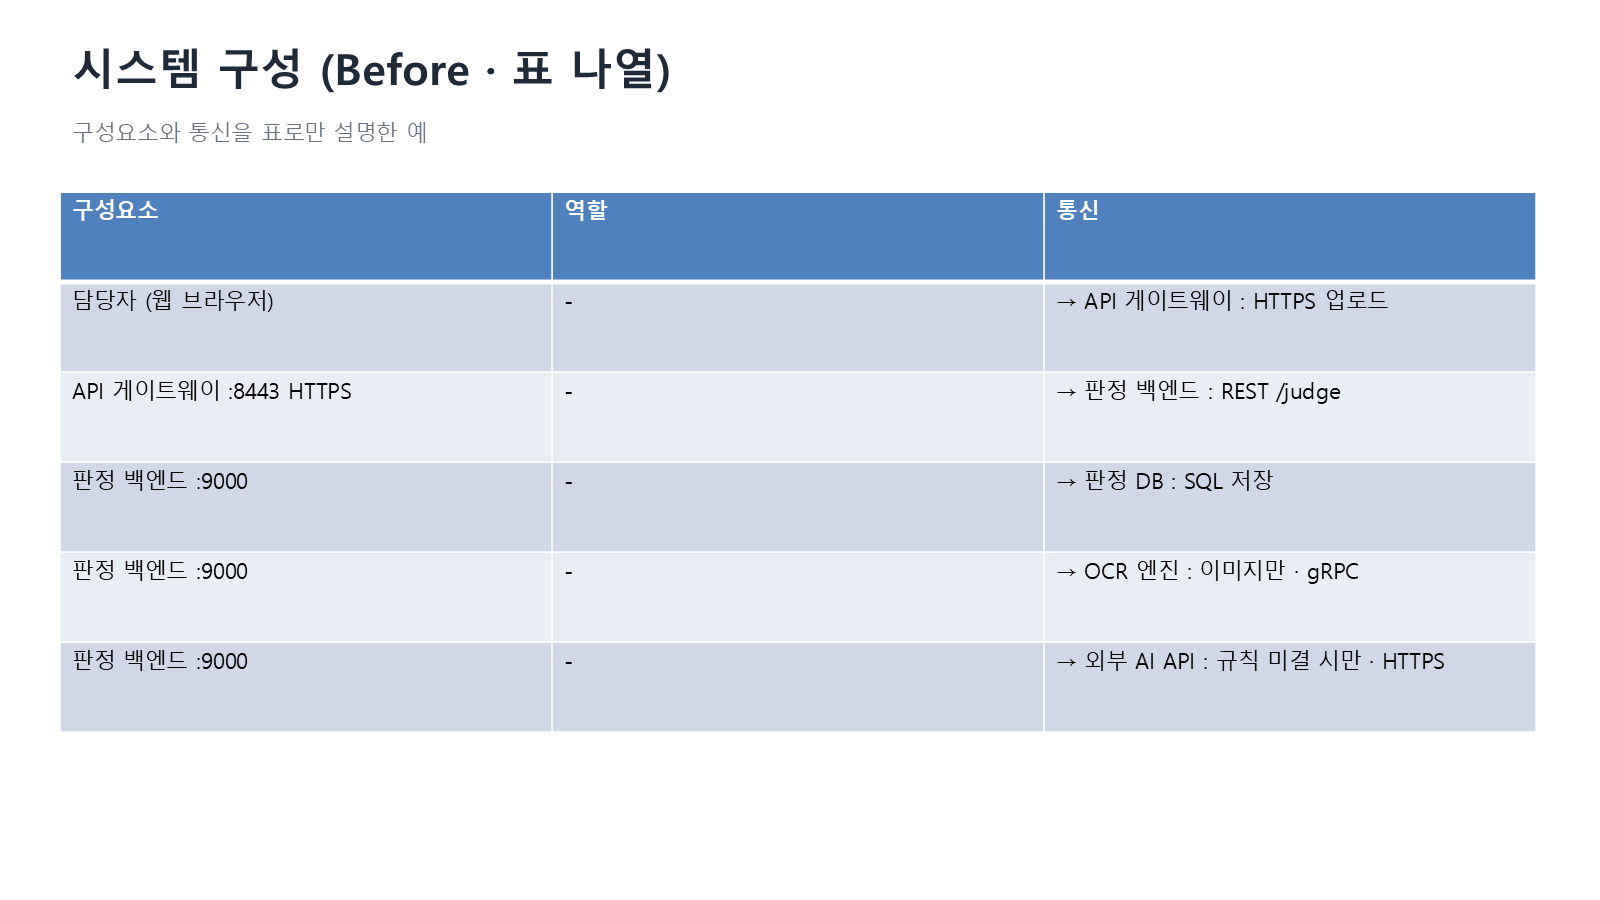 시스템 구성 (Before · 표 나열)
구성요소와 통신을 표로만 설명한 예
구성요소 역할 통신
담당자 (웹 브라우저) - → API 게이트웨이 : HTTPS 업로드
API 게이트웨이 :8443 HTTPS - → 판정 백엔드 : REST /judge
판정 백엔드 :9000 - → 판정 DB : SQL 저장
판정 백엔드 :9000 - → OCR 엔진 : 이미지만 · gRPC
판정 백엔드 :9000 - → 외부 AI API : 규칙 미결 시만 · HTTPS